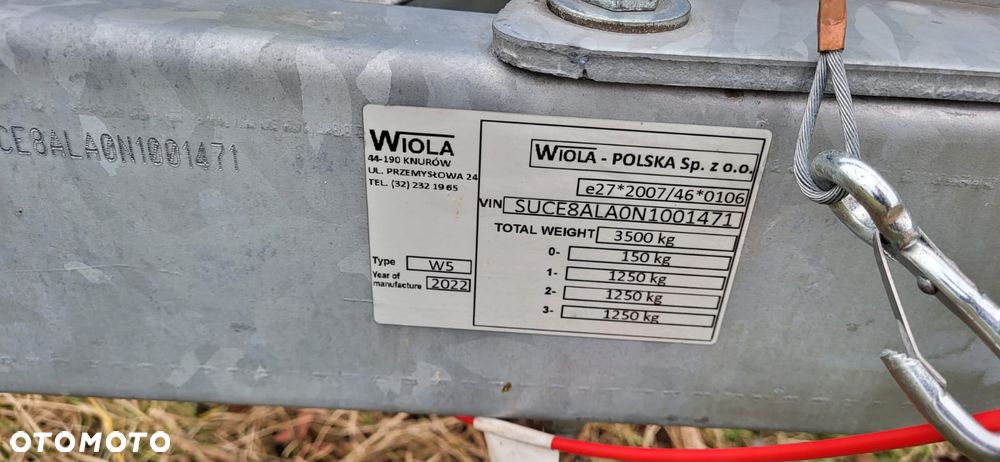 CE8ALA0N1001471
WIOLA
44-190 KNURÓW
UL. PRZEMYSŁOWA 24
TEL. (32) 232 19 65
Type W5
Year of
manufacture 2022
WIOLA - POLSKA Sp. z o.o.
e27*2007/46*0106
VIN SUCE8ALA0N1001471
TOTAL WEIGHT 3500 kg
0- 150 kg
1- 1250 kg
2- 1250 kg
3- 1250 kg
OTOMOTO